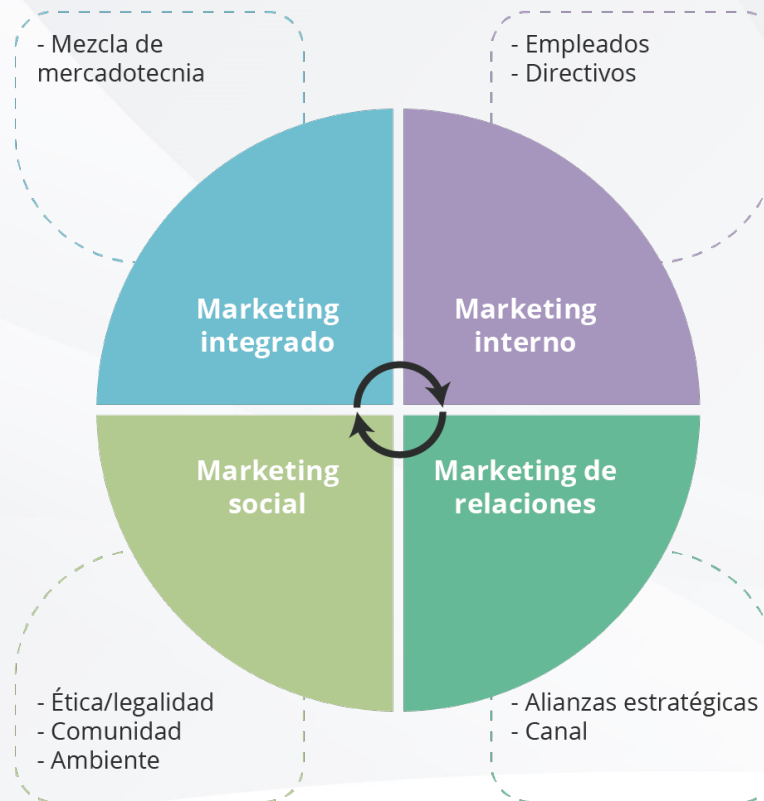 - Mezcla de
mercadotecnia
- Empleados
- Directivos
Marketing
integrado
Marketing
interno
Marketing
social
Marketing de
relaciones
- Ética/legalidad
- Comunidad
- Ambiente
- Alianzas estratégicas
- Canal